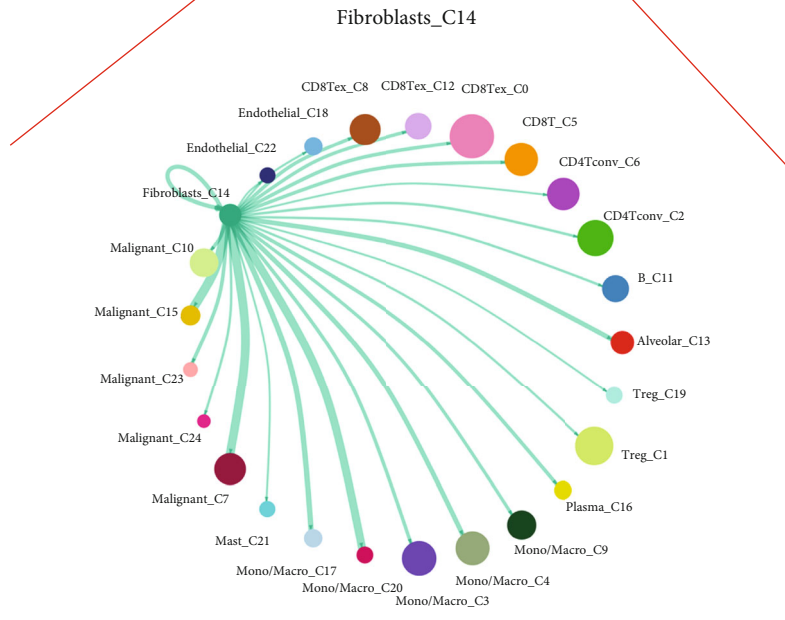 Fibroblasts_C14
CD8Tex_C8
CD8Tex_C12
CD8Tex_C0
Endothelial_C18
CD8T_C5
Endothelial_C22
CD4Tconv_C6
Fibroblasts_C14
CD4Tconv_C2
Malignant_C10
B_C11
Malignant_C15
Alveolar_C13
Malignant_C23
Treg_C19
Malignant_C24
Treg_C1
Malignant_C7
Plasma_C16
Mast_C21
Mono/Macro_C9
Mono/Macro_C17
Mono/Macro_C4
Mono/Macro_C20
Mono/Macro_C3